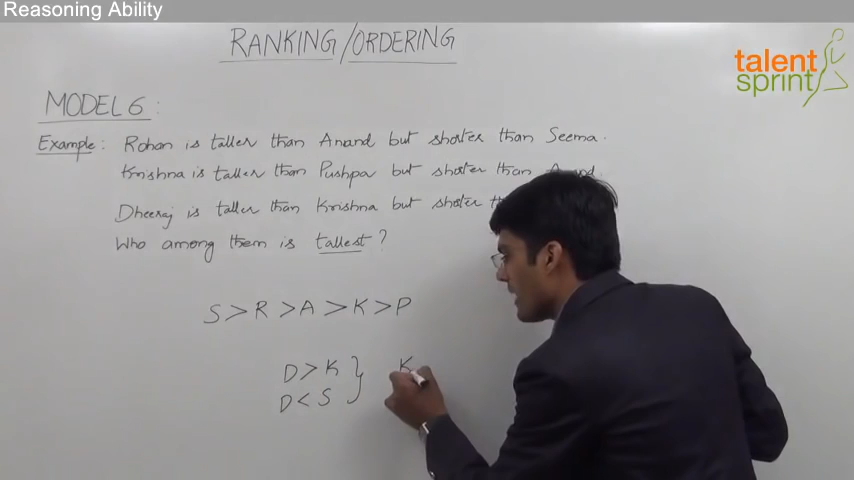 Reasoning Ability
RANKING/ORDERING
talent
sprint
MODEL 6:
Example: Rohan is taller than Anand but shorter than Seema.
Krishna is taller than Pushpa but shorter than
Dheeraj is taller than Krishna but shorter
Who among them is tallest?
S > R > A > K > P
D > K } K
D < S